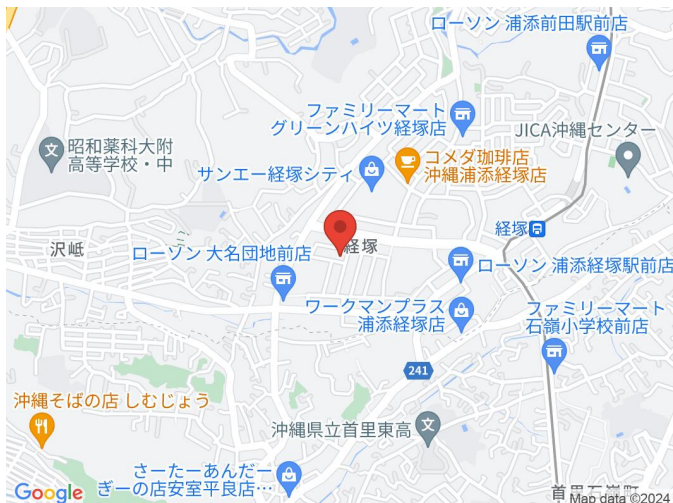 ローソン 浦添前田駅前店
ファミリーマート
グリーンハイツ経塚店
昭和薬科大附
高等学校・中
JICA沖縄センター
コメダ珈琲店
沖縄浦添経塚店
サンエー経塚シティ
経塚
沢岻
経塚
ローソン 大名団地前店
ローソン 浦添経塚駅前店
ワークマンプラス
浦添経塚店
ファミリーマート
石嶺小学校前店
241
沖縄そばの店 しむじょう
沖縄県立首里東高
さーたーあんだー
ぎーの店安室平良店…
首里石嶺町
Google
Map data ©2024